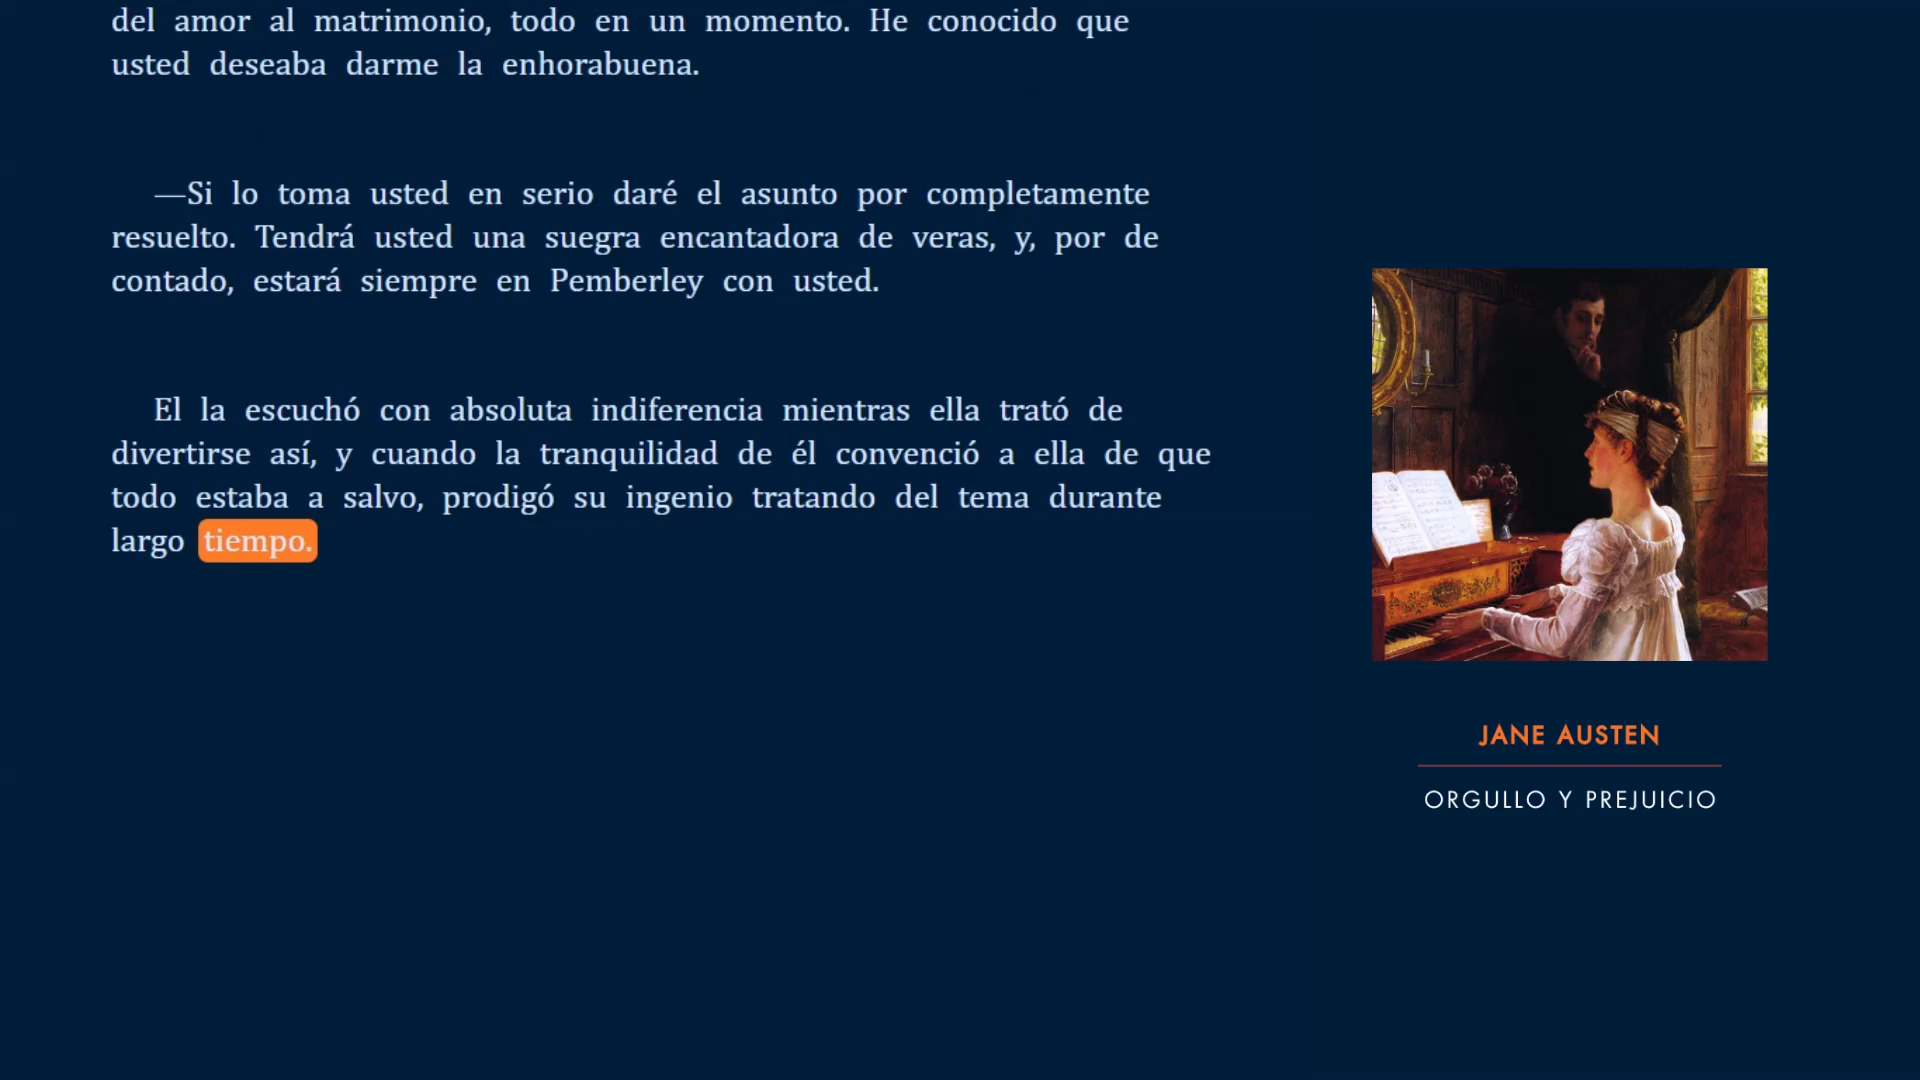 del amor al matrimonio, todo en un momento. He conocido que
usted deseaba darme la enhorabuena.
—Si lo toma usted en serio daré el asunto por completamente
resuelto. Tendrá usted una suegra encantadora de veras, y, por de
contado, estará siempre en Pemberley con usted.
El la escuchó con absoluta indiferencia mientras ella trató de
divertirse así, y cuando la tranquilidad de él convenció a ella de que
todo estaba a salvo, prodigó su ingenio tratando del tema durante
largo tiempo.
JANE AUSTEN
ORGULLO Y PREJUICIO